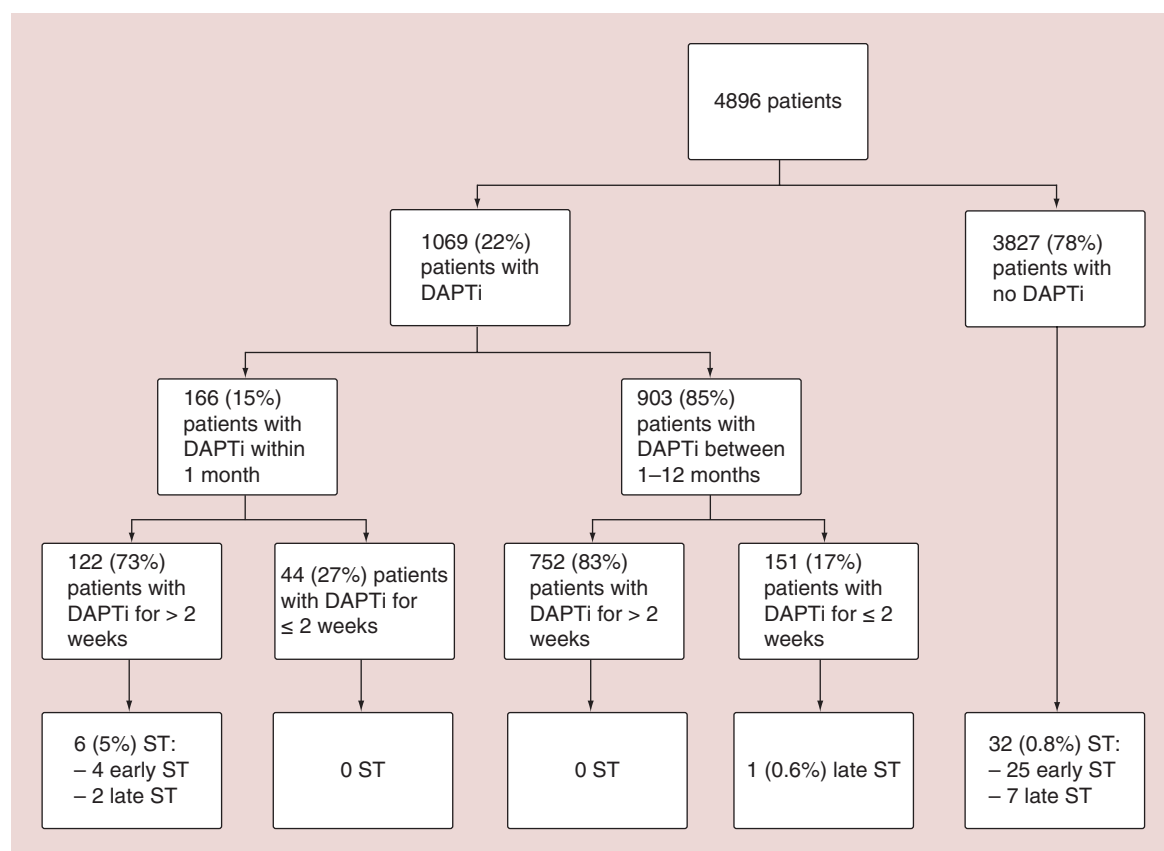 4896 patients
1069 (22%)
patients with
DAPTi
3827 (78%)
patients with
no DAPTi
166 (15%)
patients with
DAPTi within
1 month
903 (85%)
patients with
DAPTi between
1–12 months
122 (73%)
patients with
DAPTi for > 2
weeks
44 (27%) patients
with DAPTi for
≤ 2 weeks
752 (83%)
patients with
DAPTi for > 2
weeks
151 (17%)
patients with
DAPTi for ≤ 2
weeks
6 (5%) ST:
– 4 early ST
– 2 late ST
0 ST
0 ST
1 (0.6%) late ST
32 (0.8%) ST:
– 25 early ST
– 7 late ST